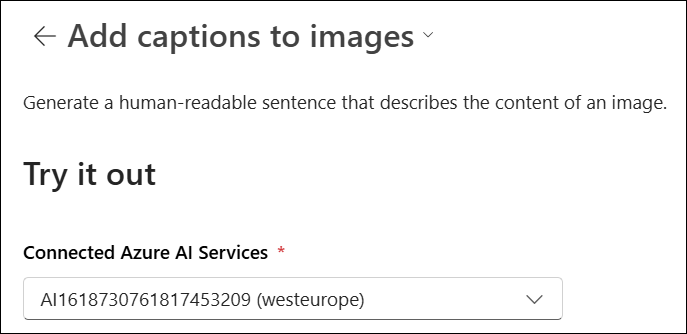 Add captions to images
Generate a human-readable sentence that describes the content of an image.
Try it out
Connected Azure AI Services *
AI1618730761817453209 (westeurope)